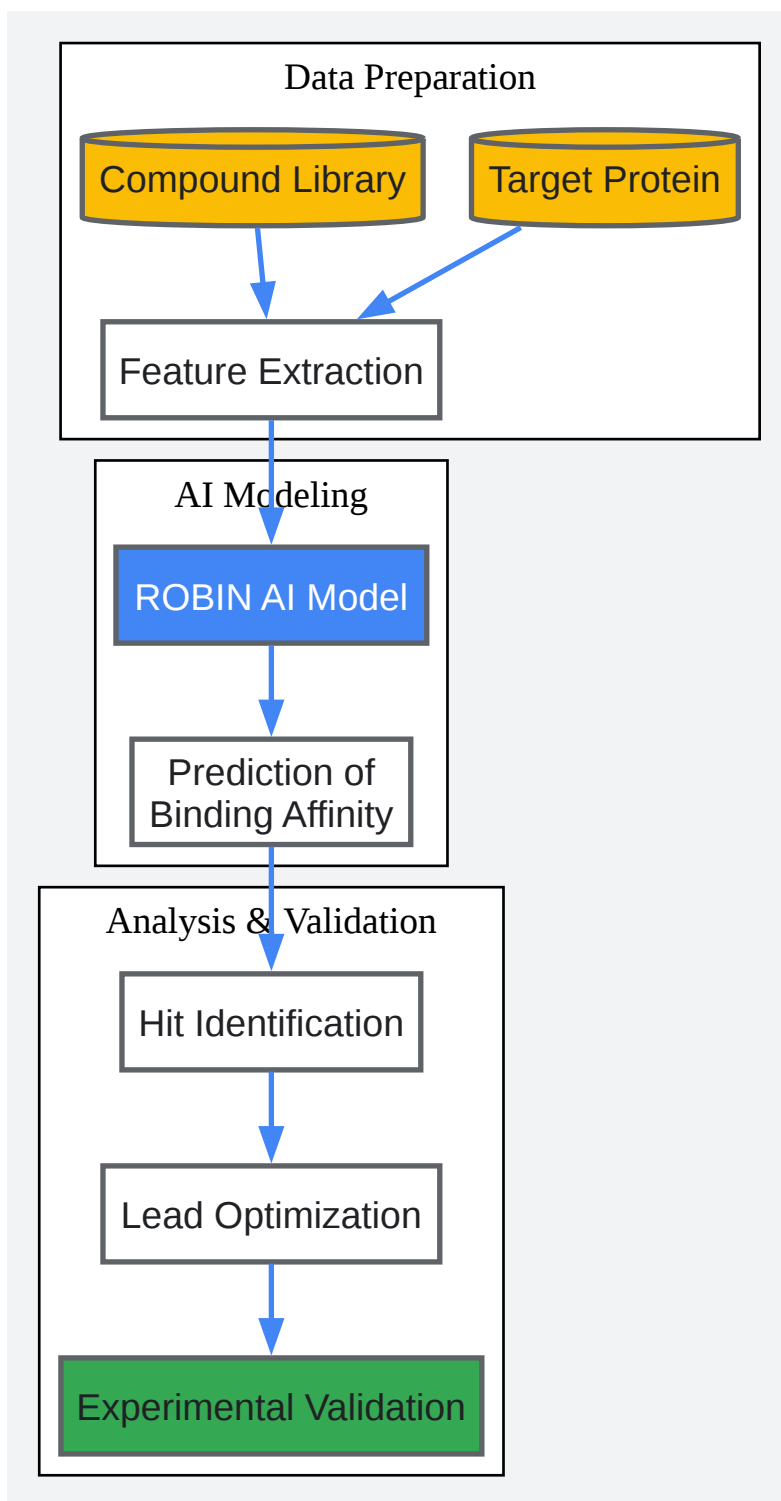 Data Preparation
Compound Library
Target Protein
Feature Extraction
AI Modeling
ROBIN AI Model
Prediction of
Binding Affinity
Analysis & Validation
Hit Identification
Lead Optimization
Experimental Validation